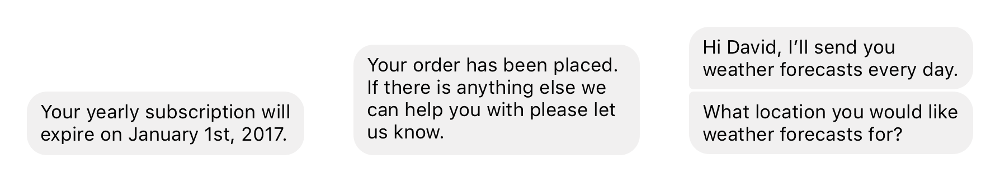 Your yearly subscription will
expire on January 1st, 2017.
Your order has been placed.
If there is anything else we
can help you with please let
us know.
Hi David, I’ll send you
weather forecasts every day.
What location you would like
weather forecasts for?